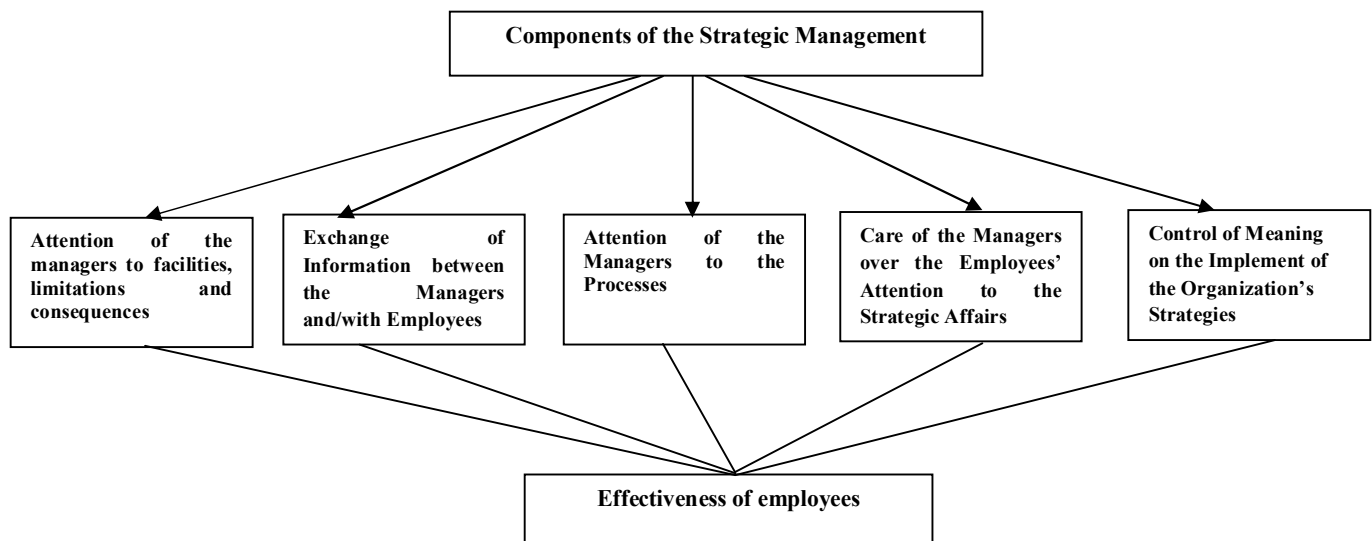 Components of the Strategic Management
Attention of the
managers to facilities,
limitations and
consequences
Exchange of
Information between
the Managers
and/with Employees
Attention of the
Managers to the
Processes
Care of the Managers
over the Employees’
Attention to the
Strategic Affairs
Control of Meaning
on the Implement of
the Organization’s
Strategies
Effectiveness of employees